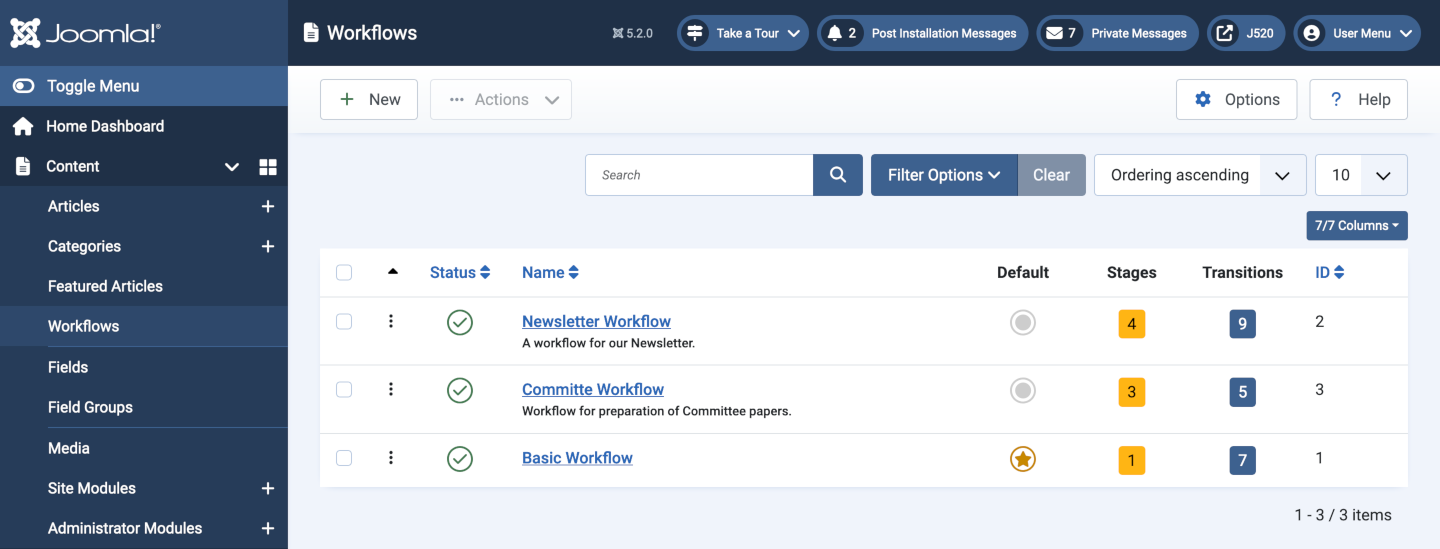 Joomla!®
Workflows
5.2.0
Take a Tour
2 Post Installation Messages
7 Private Messages
J520
User Menu
Toggle Menu
Home Dashboard
Content
Articles
Categories
Featured Articles
Workflows
Fields
Field Groups
Media
Site Modules
Administrator Modules
New
Actions
Options
? Help
Search
Filter Options
Clear
Ordering ascending
10
7/7 Columns
Status Name Default Stages Transitions ID
Newsletter Workflow 4 9 2
A workflow for our Newsletter.
Committe Workflow 3 5 3
Workflow for preparation of Committee papers.
Basic Workflow 1 7 1
1 - 3 / 3 items